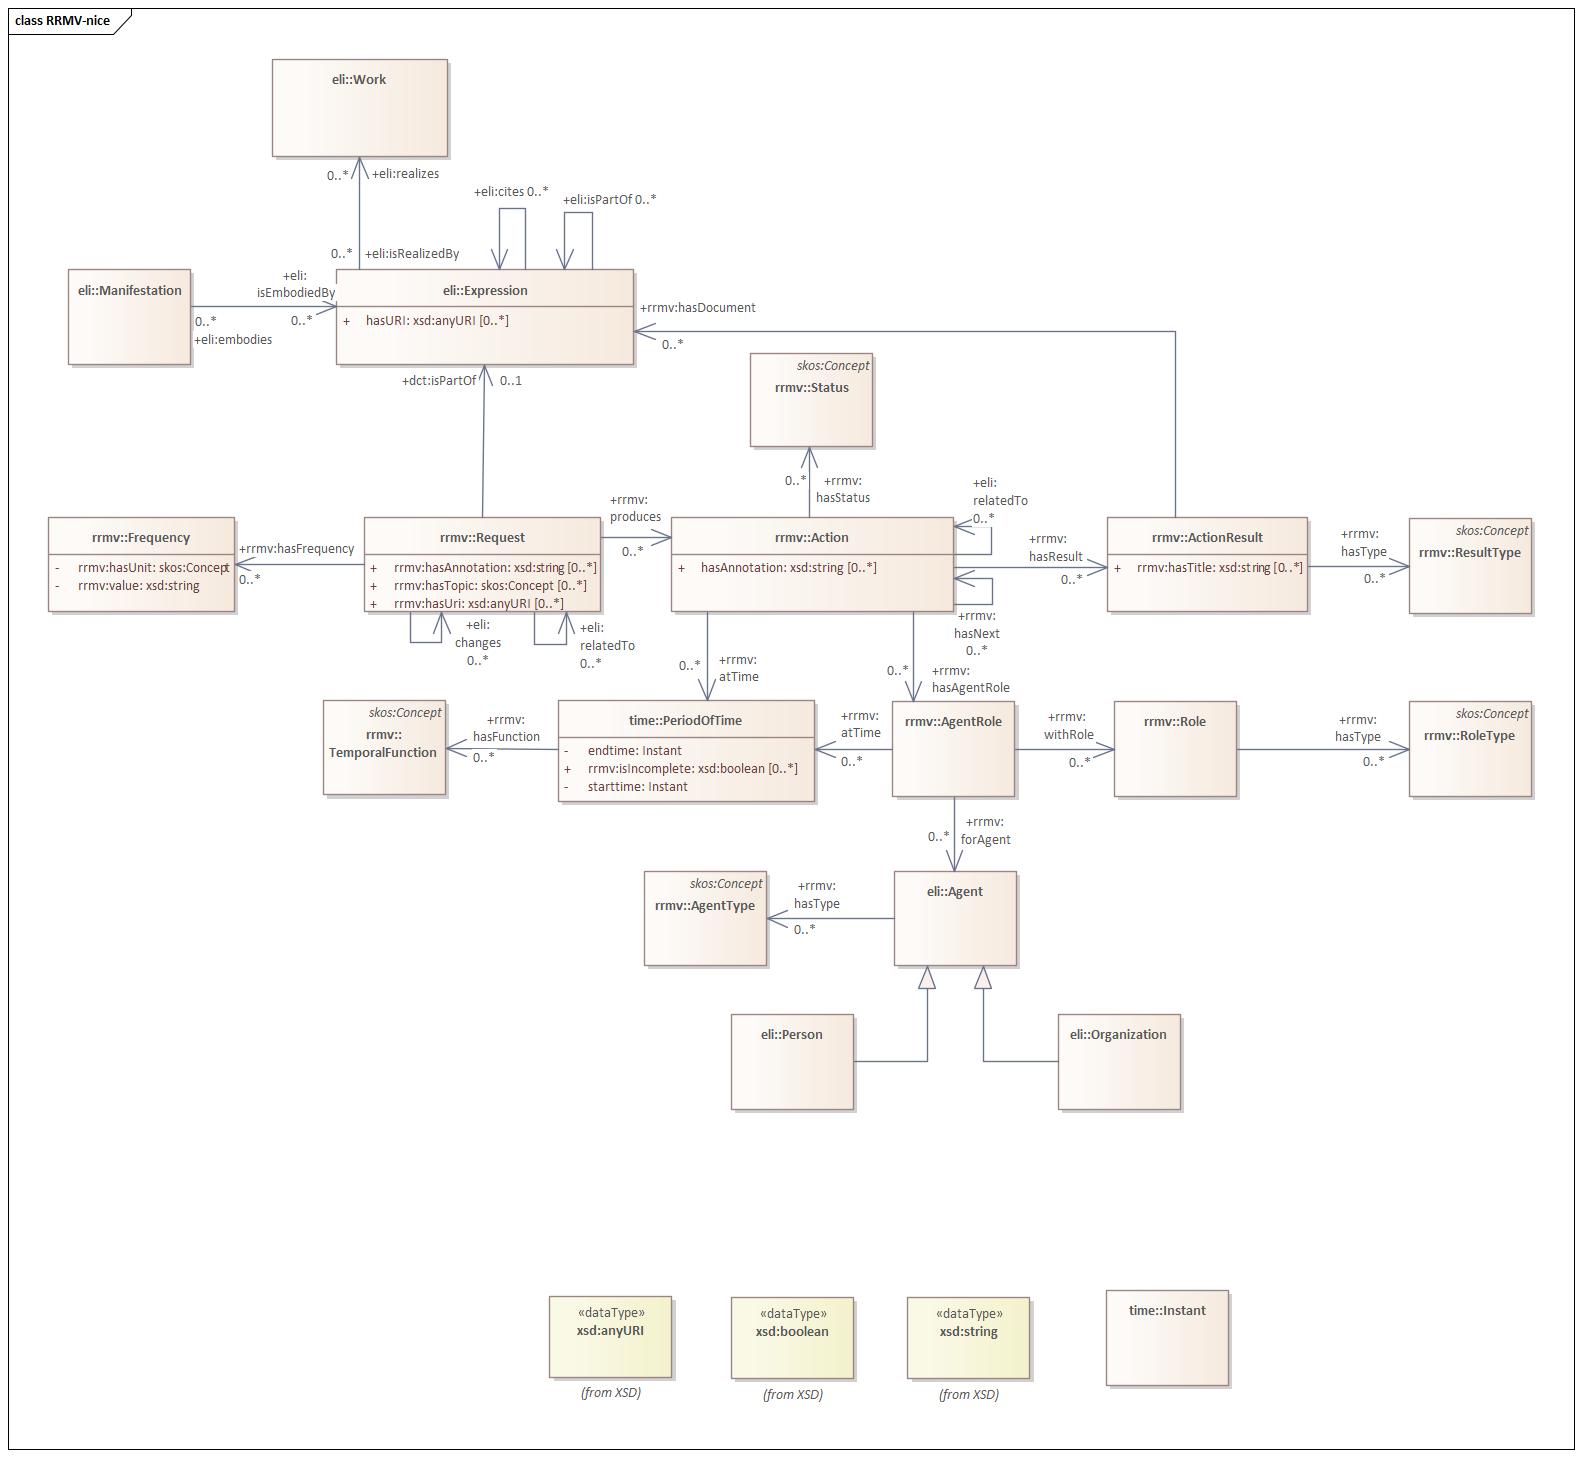 class RRMV-nice
eli::Work
0..*
+eli:realizes
+eli:cites 0..*
+eli:isPartOf 0..*
0..*
+eli:isRealizedBy
eli::Manifestation
+eli:
isEmbodiedBy
0..*
0..*
+eli:embodies
eli::Expression
+ hasURI: xsd:anyURI [0..*]
+rrmv:hasDocument
0..*
+dct:isPartOf
0..1
skos:Concept
rrmv::Status
0..*
+rrmv:
hasStatus
+eli:
relatedTo
0..*
rrmv::Frequency
- rrmv:hasUnit: skos:Concept
- rrmv:value: xsd:string
+rrmv:hasFrequency
0..*
rrmv::Request
+ rrmv:hasAnnotation: xsd:string [0..*]
+ rrmv:hasTopic: skos:Concept [0..*]
+ rrmv:hasUri: xsd:anyURI [0..*]
+rrmv:
produces
0..*
rrmv::Action
+ hasAnnotation: xsd:string [0..*]
+rrmv:
hasResult
0..*
rrmv::ActionResult
+ rrmv:hasTitle: xsd:string [0..*]
+rrmv:
hasType
0..*
skos:Concept
rrmv::ResultType
+eli:
changes
0..*
+eli:
relatedTo
0..*
+rrmv:
hasNext
0..*
0..*
+rrmv:
atTime
0..*
+rrmv:
hasAgentRole
skos:Concept
rrmv::
TemporalFunction
+rrmv:
hasFunction
0..*
time::PeriodOfTime
- endtime: Instant
+ rrmv:isIncomplete: xsd:boolean [0..*]
- starttime: Instant
+rrmv:
atTime
0..*
rrmv::AgentRole
+rrmv:
withRole
0..*
rrmv::Role
+rrmv:
hasType
0..*
skos:Concept
rrmv::RoleType
0..*
+rrmv:
forAgent
skos:Concept
rrmv::AgentType
+rrmv:
hasType
0..*
eli::Agent
eli::Person
eli::Organization
«dataType»
xsd:anyURI
(from XSD)
«dataType»
xsd:boolean
(from XSD)
«dataType»
xsd:string
(from XSD)
time::Instant